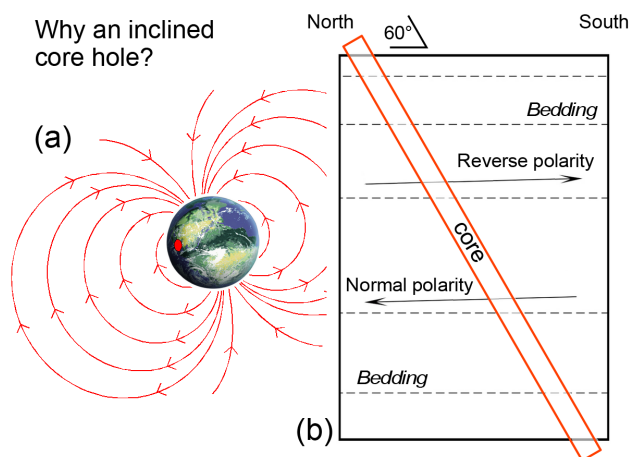 Why an inclined
core hole?
North
60°
South
(a)
Bedding
Reverse polarity
core
Normal polarity
Bedding
(b)